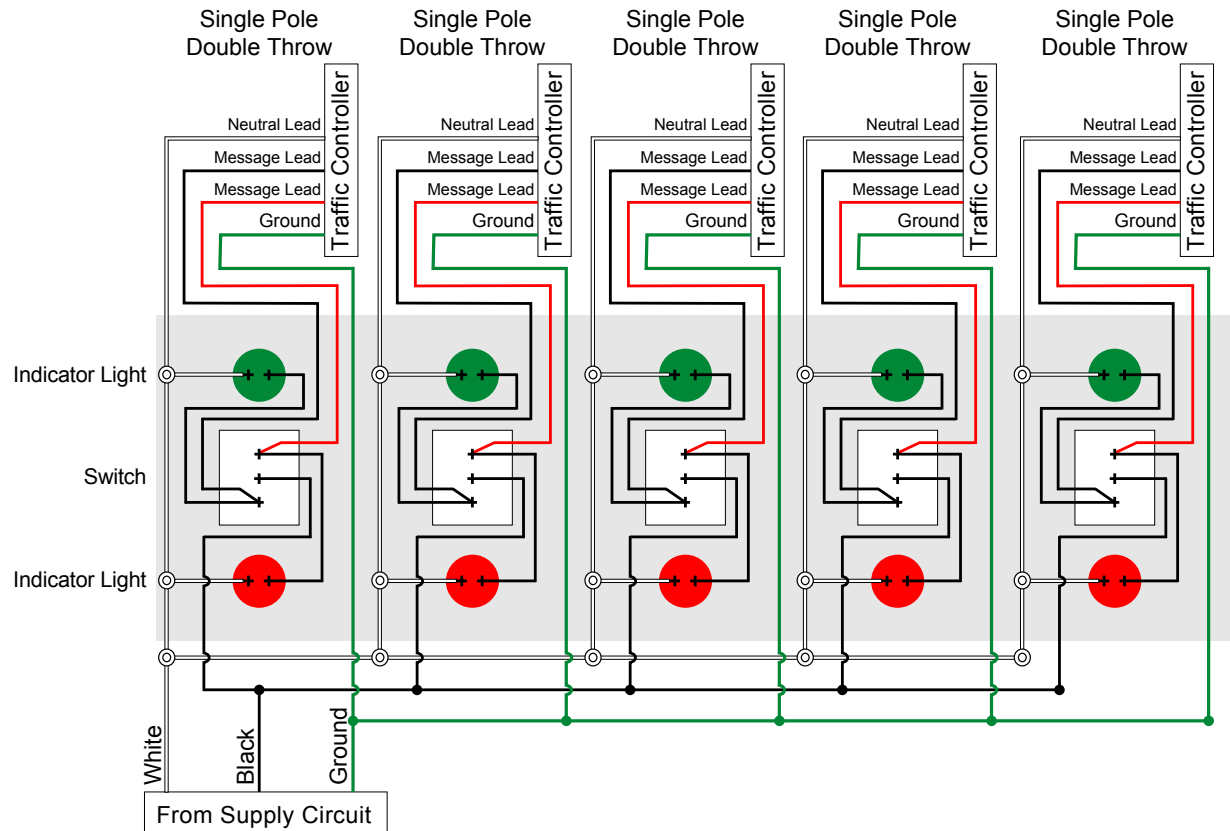 Single Pole
Double Throw
Single Pole
Double Throw
Single Pole
Double Throw
Single Pole
Double Throw
Single Pole
Double Throw
Neutral Lead
Message Lead
Message Lead
Ground
Traffic Controller
Neutral Lead
Message Lead
Message Lead
Ground
Traffic Controller
Neutral Lead
Message Lead
Message Lead
Ground
Traffic Controller
Neutral Lead
Message Lead
Message Lead
Ground
Traffic Controller
Neutral Lead
Message Lead
Message Lead
Ground
Traffic Controller
Indicator Light
Switch
Indicator Light
White
Black
Ground
From Supply Circuit